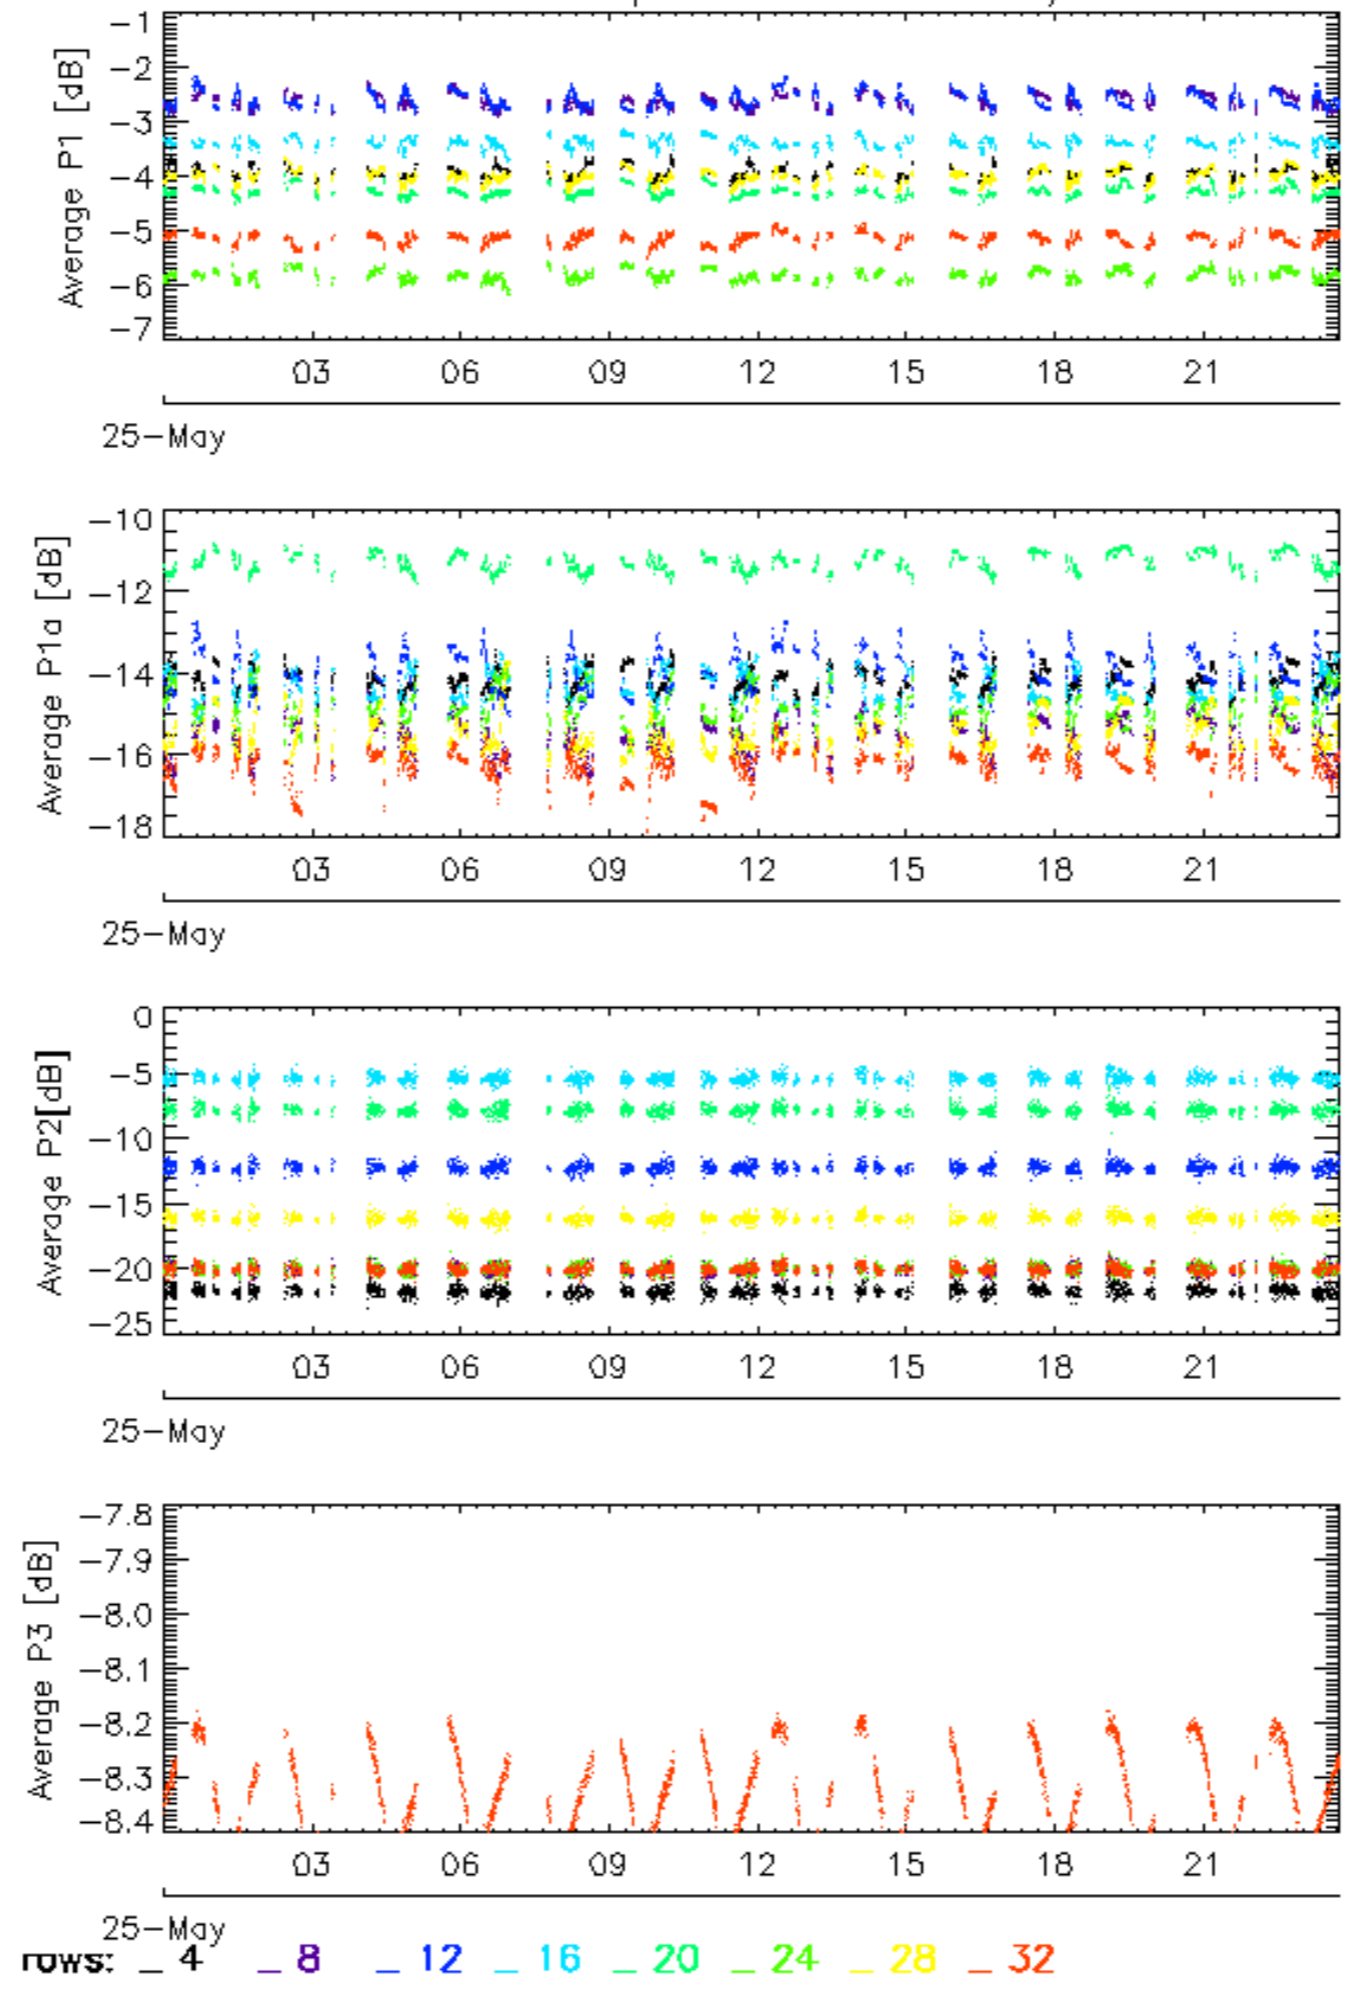 Average P1 [dB]
-1
-2
-3
-4
-5
-6
-7
03 06 09 12 15 18 21
25-May
Average P1a [dB]
-10
-12
-14
-16
-18
03 06 09 12 15 18 21
25-May
Average P2[dB]
0
-5
-10
-15
-20
-25
03 06 09 12 15 18 21
25-May
Average P3 [dB]
-7.8
-7.9
-8.0
-8.1
-8.2
-8.3
-8.4
03 06 09 12 15 18 21
25-May
rows: _ 4 _ 8 _ 12 _ 16 _ 20 _ 24 _ 28 _ 32